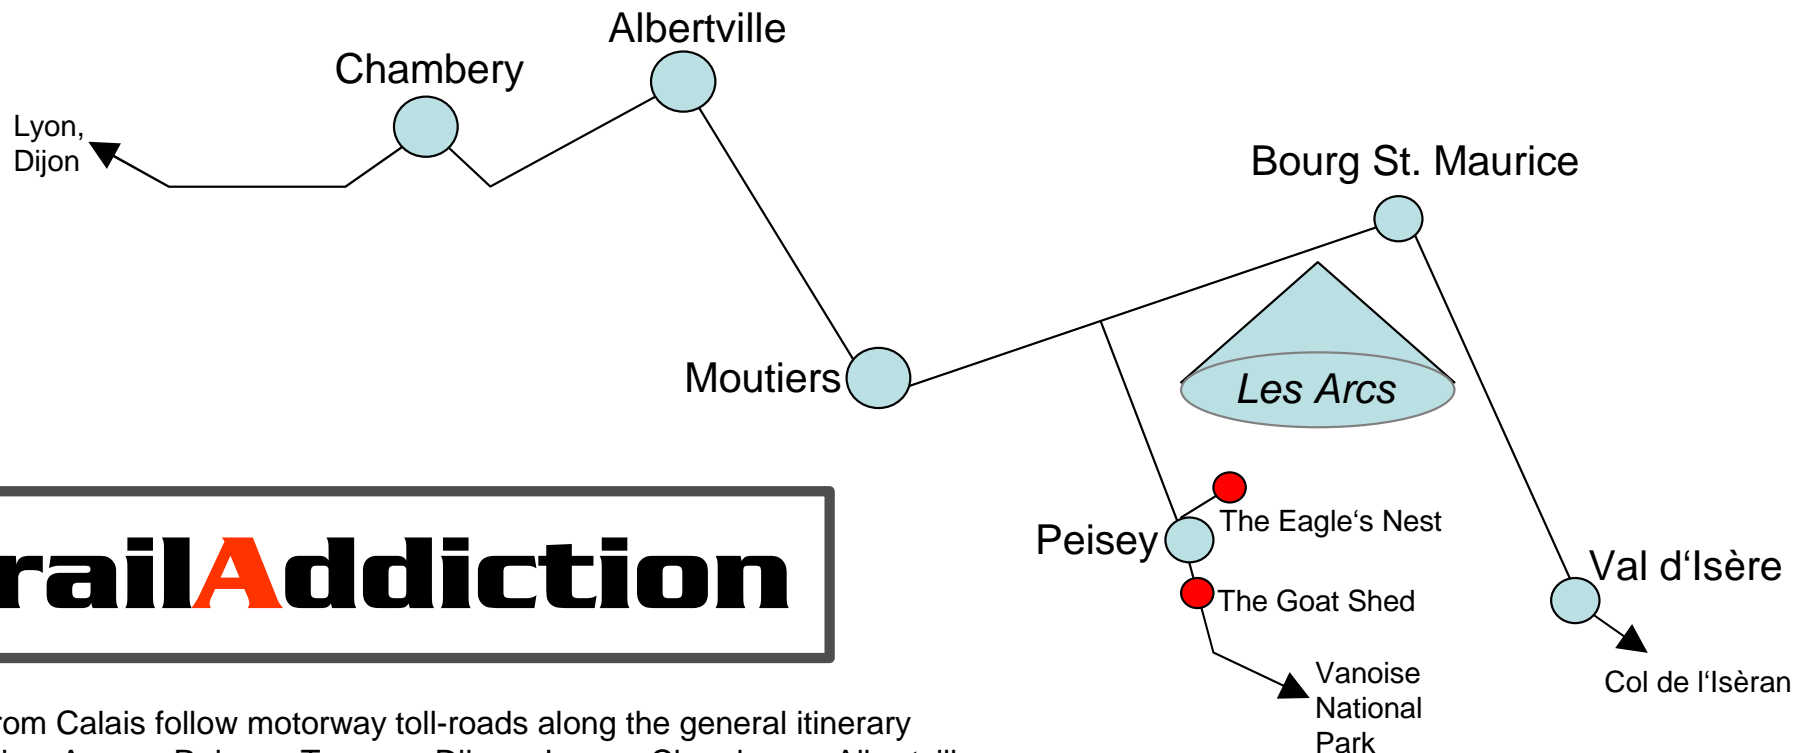 Albertville
Chambery
Lyon,
Dijon
Bourg St. Maurice
Moutiers
Les Arcs
The Eagle‘s Nest
Peisey
Val d‘Isère
The Goat Shed
railAddiction
Vanoise
National
Park
Col de l‘Isèran
rom Calais follow motorway toll-roads along the general itinerary